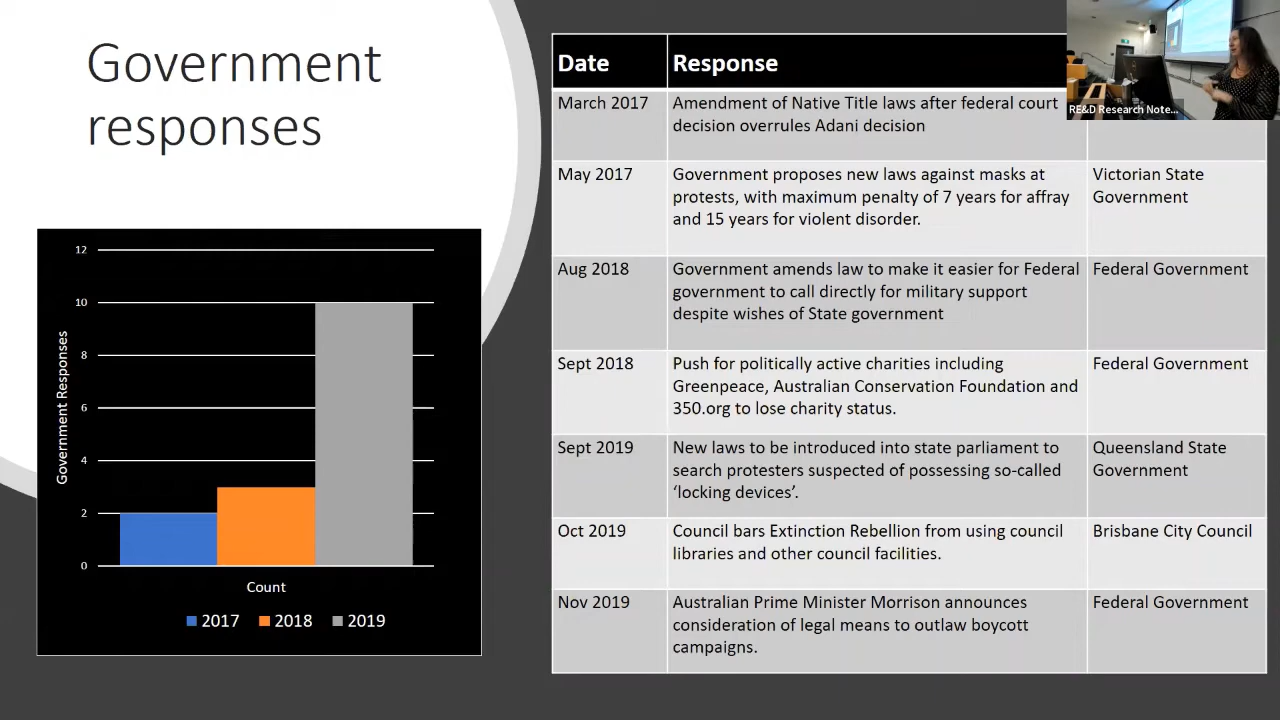 Government
responses
12
10
8
6
4
2
0
Government Responses
Count
2017 2018 2019
Date Response
March 2017 Amendment of Native Title laws after federal court
decision overrules Adani decision
May 2017 Government proposes new laws against masks at Victorian State
protests, with maximum penalty of 7 years for affray Government
and 15 years for violent disorder.
Aug 2018 Government amends law to make it easier for Federal Federal Government
government to call directly for military support
despite wishes of State government
Sept 2018 Push for politically active charities including Federal Government
Greenpeace, Australian Conservation Foundation and
350.org to lose charity status.
Sept 2019 New laws to be introduced into state parliament to Queensland State
search protesters suspected of possessing so-called Government
‘locking devices’.
Oct 2019 Council bars Extinction Rebellion from using council Brisbane City Council
libraries and other council facilities.
Nov 2019 Australian Prime Minister Morrison announces Federal Government
consideration of legal means to outlaw boycott
campaigns.
RE&D Research Note...